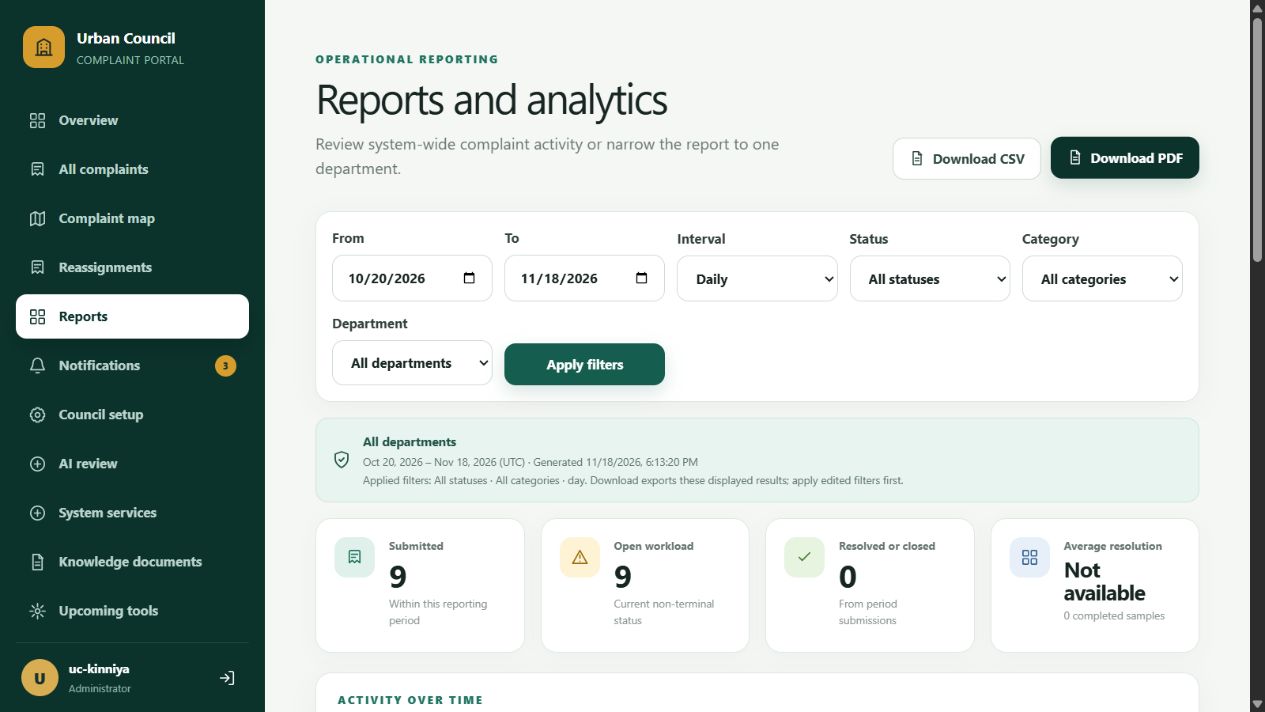 Urban Council
COMPLAINT PORTAL
Overview
All complaints
Complaint map
Reassignments
Reports
Notifications
3
Council setup
AI review
System services
Knowledge documents
Upcoming tools
U
uc-kinniya
Administrator
OPERATIONAL REPORTING
Reports and analytics
Review system-wide complaint activity or narrow the report to one
department.
Download CSV
Download PDF
From
To
Interval
Status
Category
10/20/2026
11/18/2026
Daily
All statuses
All categories
Department
All departments
Apply filters
All departments
Oct 20, 2026 – Nov 18, 2026 (UTC) · Generated 11/18/2026, 6:13:20 PM
Applied filters: All statuses · All categories · day. Download exports these displayed results; apply edited filters first.
Submitted
9
Within this reporting
period
Open workload
9
Current non-terminal
status
Resolved or closed
0
From period
submissions
Average resolution
Not
available
0 completed samples
ACTIVITY OVER TIME